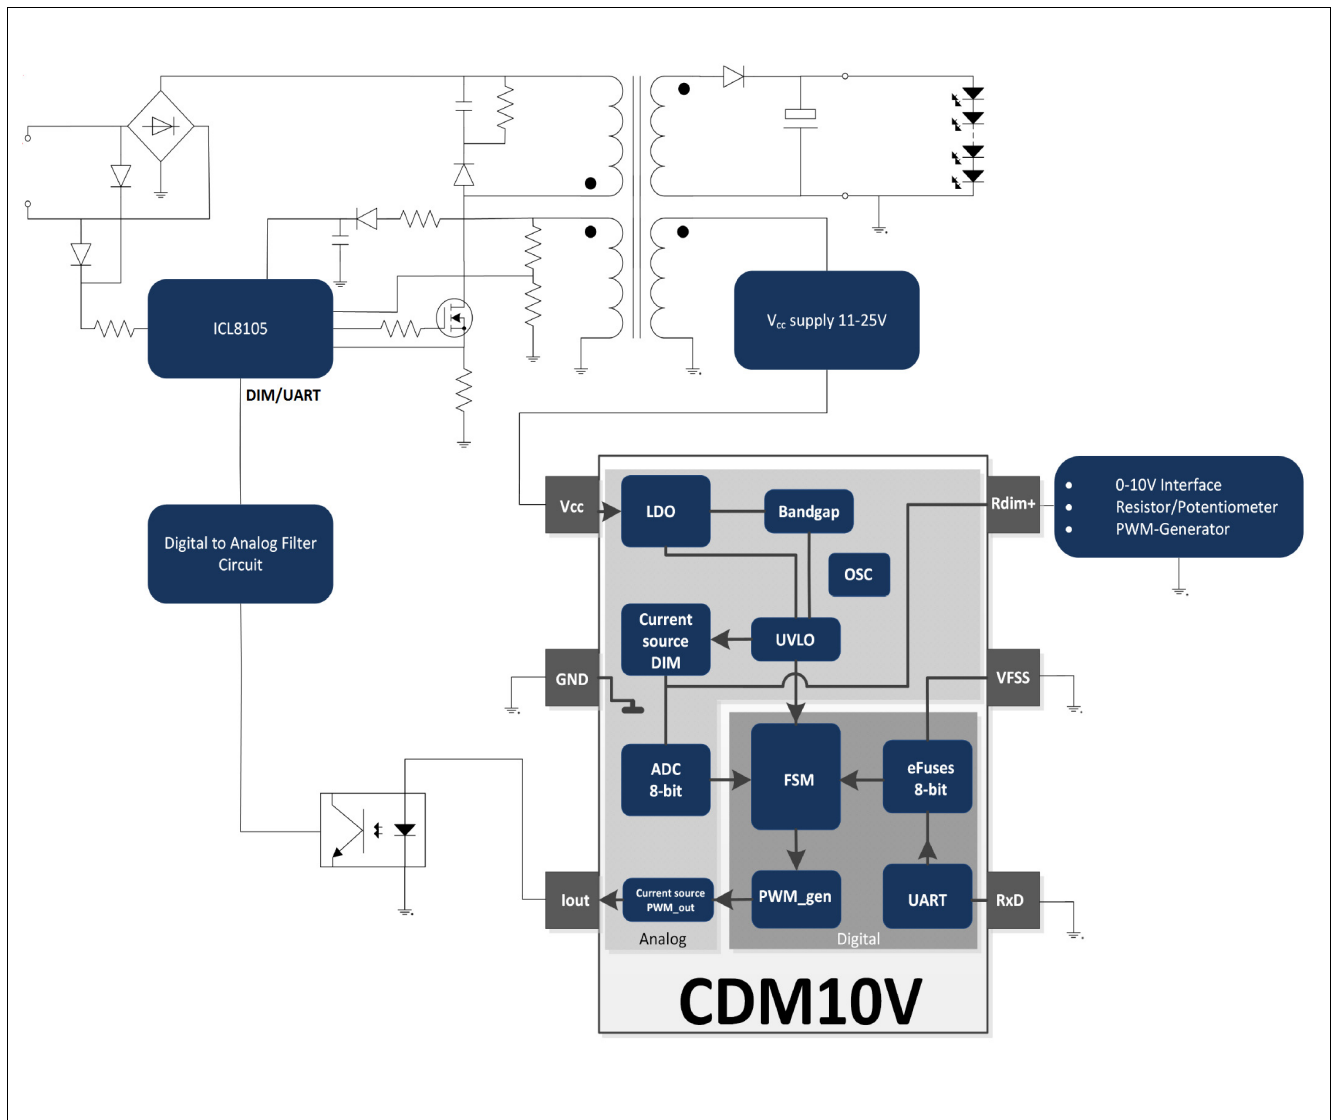 ICL8105
DIM/UART
Vcc supply 11-25V
Digital to Analog Filter
Circuit
Vcc
LDO
Bandgap
OSC
Rdim+
• 0-10V Interface
• Resistor/Potentiometer
• PWM-Generator
Current
source
DIM
UVLO
GND
VFSS
ADC
8-bit
FSM
eFuses
8-bit
Iout
Current source
PWM_out
PWM_gen
UART
RxD
Analog
Digital
CDM10V